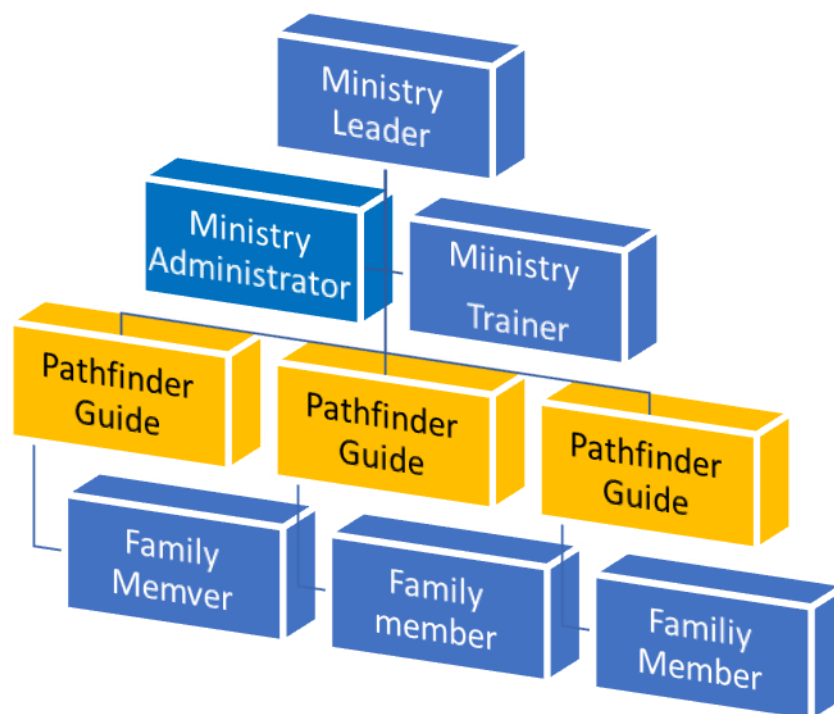 Ministry
Leader
Ministry
Administrator
Miinistry
Trainer
Pathfinder
Guide
Pathfinder
Guide
Pathfinder
Guide
Family
Memver
Family
member
Familiy
Member